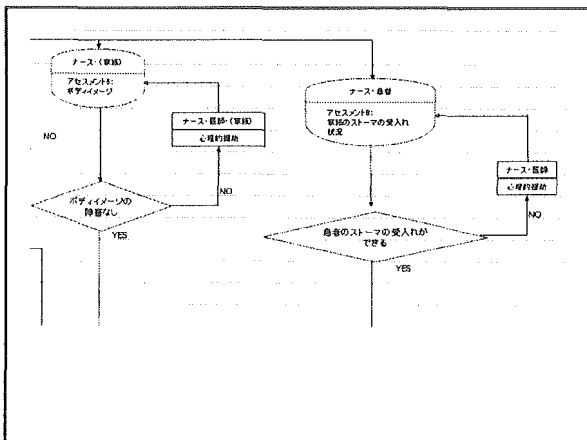 ナース・(家族)
アセスメント8:
ボディイメージ
NO
ナース・医師・(家族)
心理的援助
NO
ボディイメージの
障害なし
YES
ナース・患者
アセスメント9:
家族のストーマの受入れ
状況
ナース・医師
心理的援助
NO
患者のストーマの受入れが
できる
YES